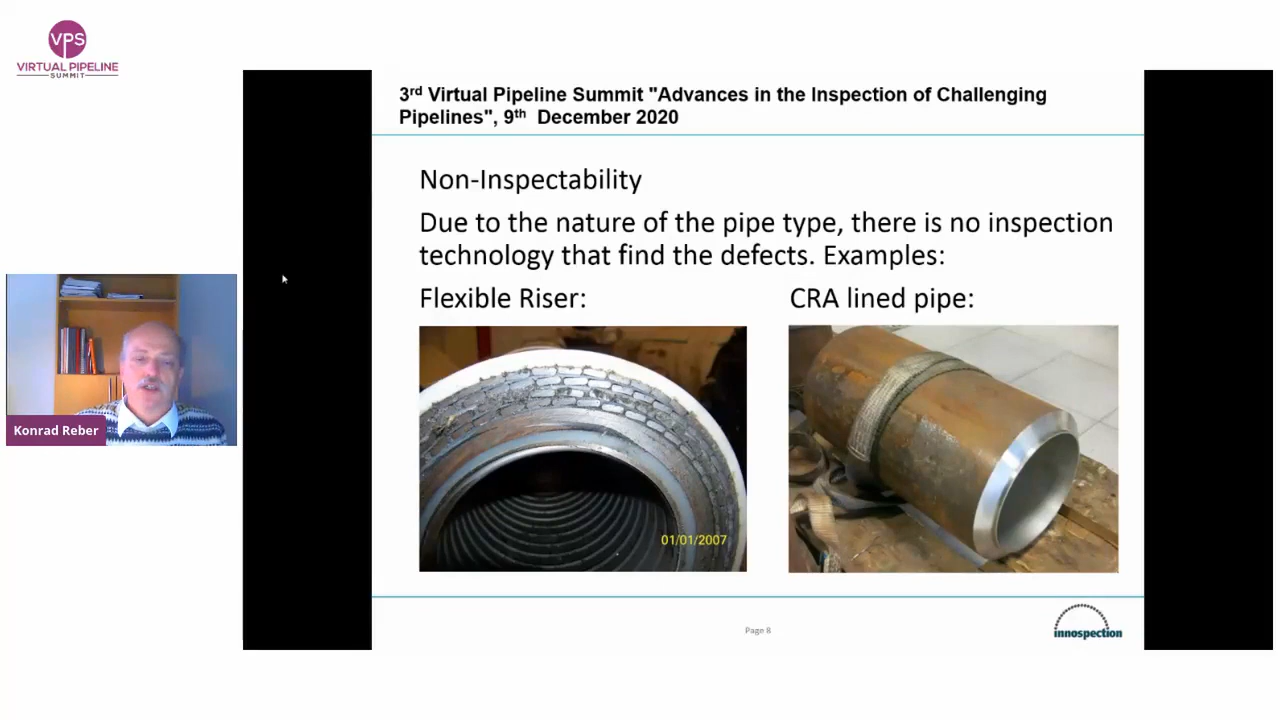 VPS
VIRTUAL PIPELINE
SUMMIT
3rd Virtual Pipeline Summit "Advances in the Inspection of Challenging
Pipelines", 9th December 2020
Non-Inspectability
Due to the nature of the pipe type, there is no inspection
technology that find the defects. Examples:
Flexible Riser:
CRA lined pipe:
Konrad Reber
01/01/2007
Page 8
innospection